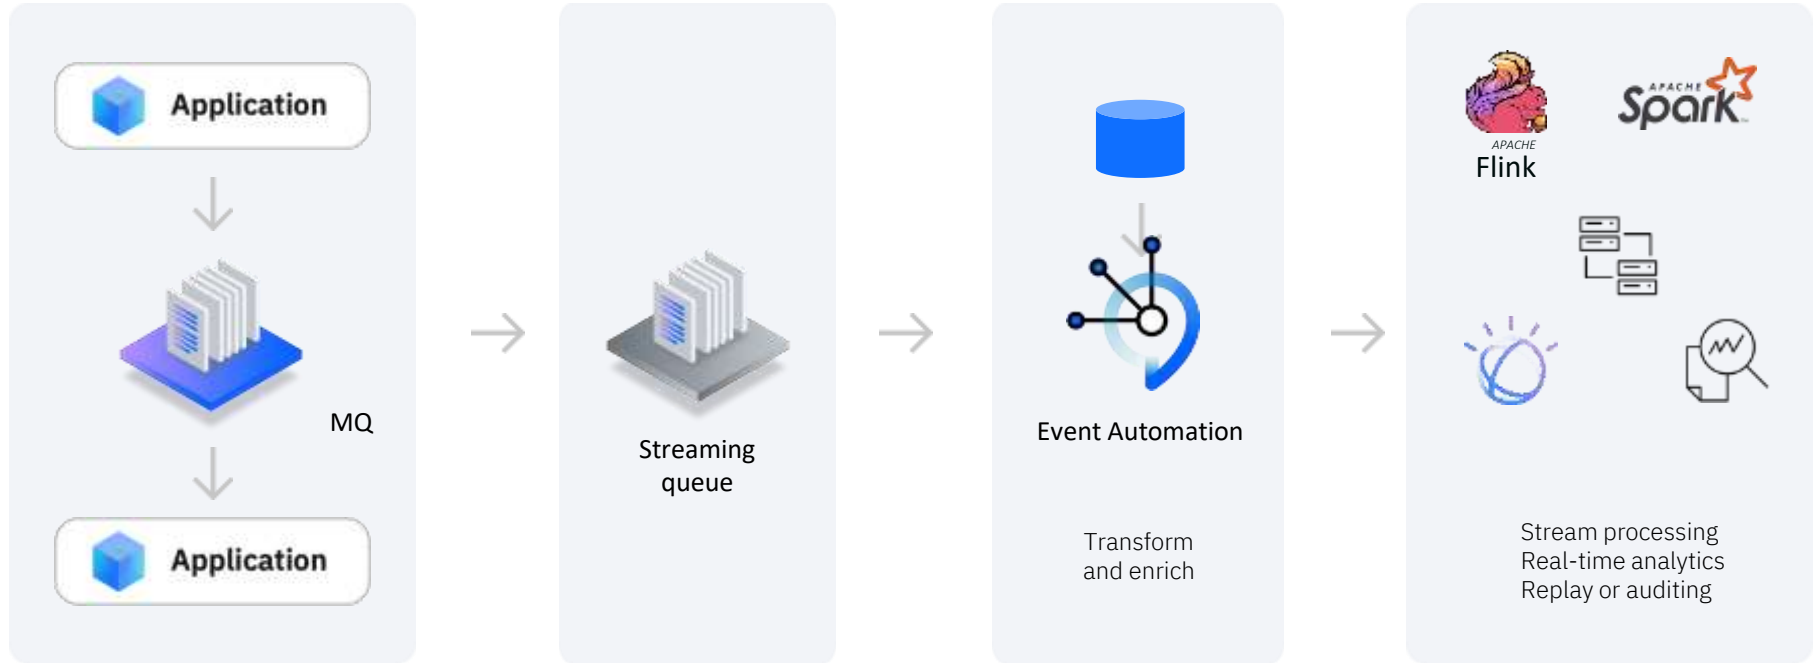 Application
MQ
Application
Streaming
queue
Event Automation
Transform
and enrich
APACHE
Flink
APACHE
Spark
Stream processing
Real-time analytics
Replay or auditing